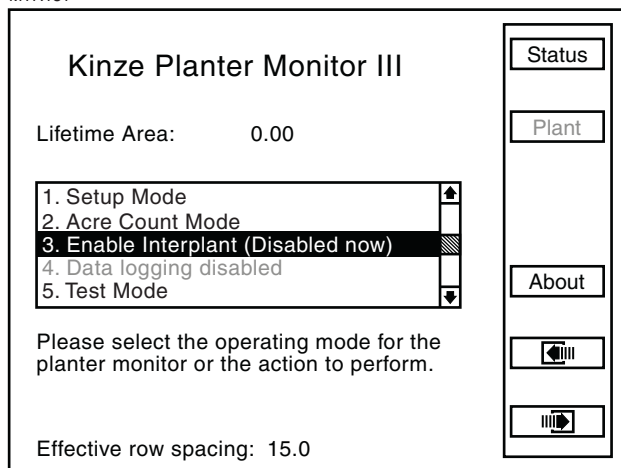 Kinze Planter Monitor III
Lifetime Area: 0.00
1. Setup Mode
2. Acre Count Mode
3. Enable Interplant (Disabled now)
4. Data logging disabled
5. Test Mode
Please select the operating mode for the
planter monitor or the action to perform.
Effective row spacing: 15.0
Status
Plant
About